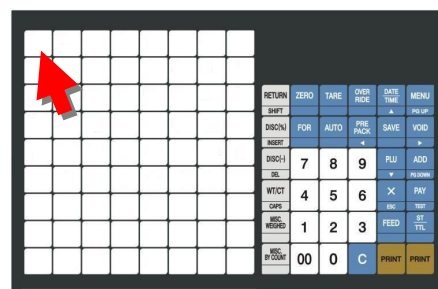 RETURN ZERO TARE OVER RIDE DATE TIME MENU
SHIFT ▲ PG UP
DISC(%) FOR AUTO PRE PACK SAVE VOID
INSERT ◀ ▶
DISC(-) 7 8 9 PLU ADD
DEL ▼ PG DOWN
WT/CT 4 5 6 × PAY
CAPS ESC TEST
MISC. WEIGHED 1 2 3 FEED ST TTL
MISC. BY COUNT 00 0 C PRINT PRINT